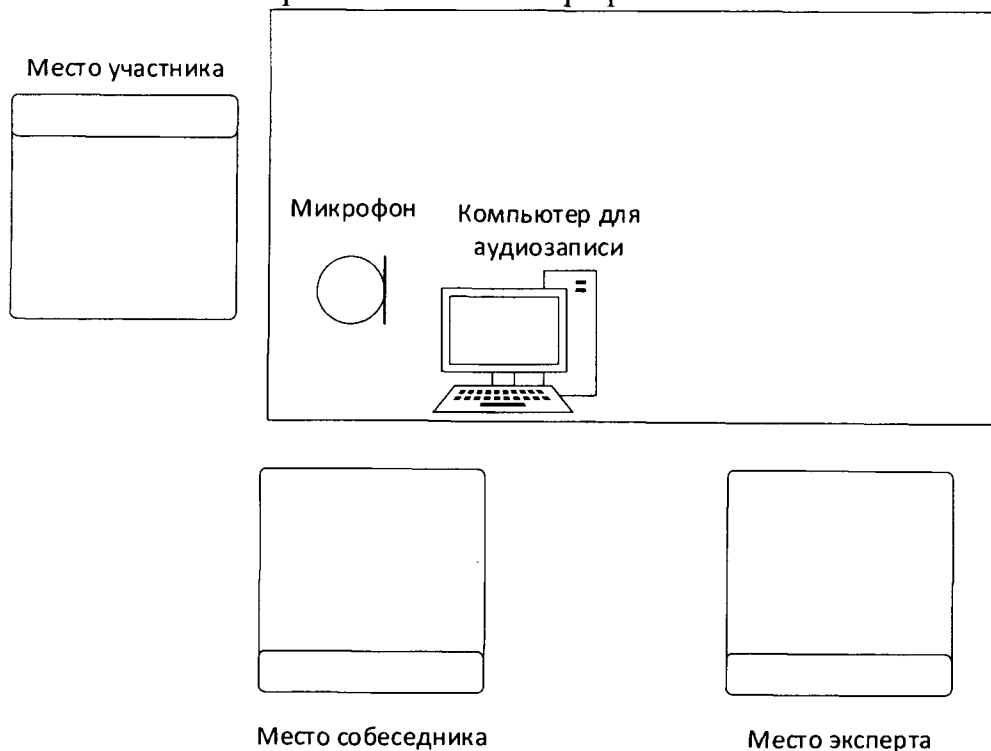 Место участника
Микрофон
Компьютер для
аудиозаписи
Место собеседника
Место эксперта